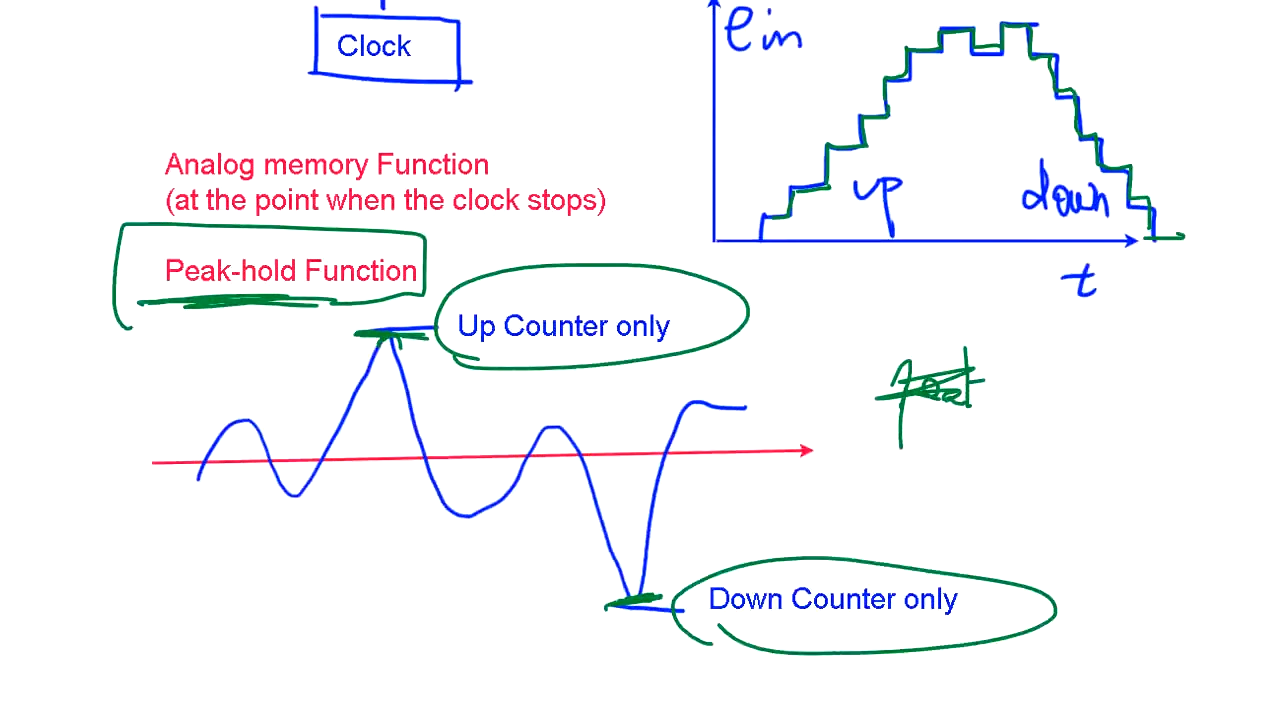 Clock
e in
Analog memory Function
(at the point when the clock stops)
up
down
Peak-hold Function
t
Up Counter only
Down Counter only